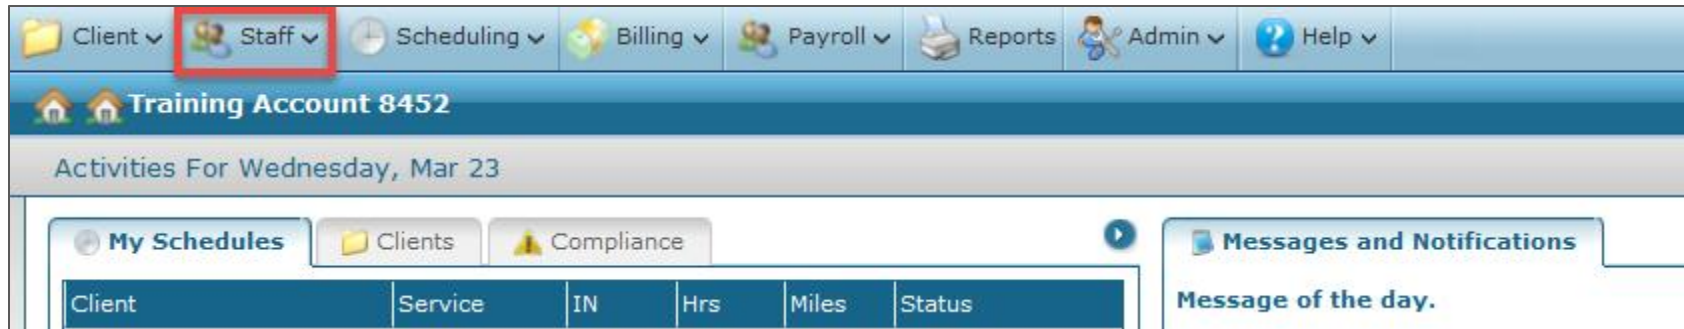 Client Staff Scheduling Billing Payroll Reports Admin Help
Training Account 8452
Activities For Wednesday, Mar 23
My Schedules Clients Compliance Messages and Notifications
Client Service IN Hrs Miles Status Message of the day.